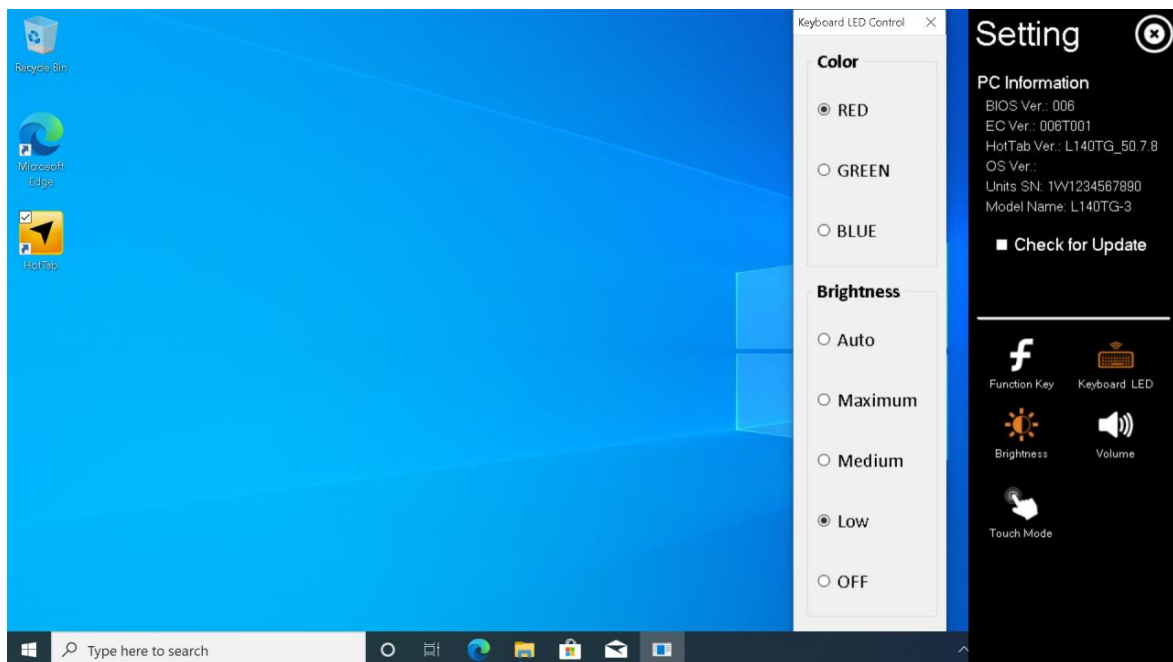 Recycle Bin
Microsoft
Edge
HotTab
Type here to search
Keyboard LED Control
Color
RED
GREEN
BLUE
Brightness
Auto
Maximum
Medium
Low
OFF
Setting
PC Information
BIOS Ver.: 006
EC Ver.: 006T001
HotTab Ver.: L140TG_50.7.8
OS Ver.:
Units SN: 1W1234567890
Model Name: L140TG-3
Check for Update
Function Key
Keyboard LED
Brightness
Volume
Touch Mode